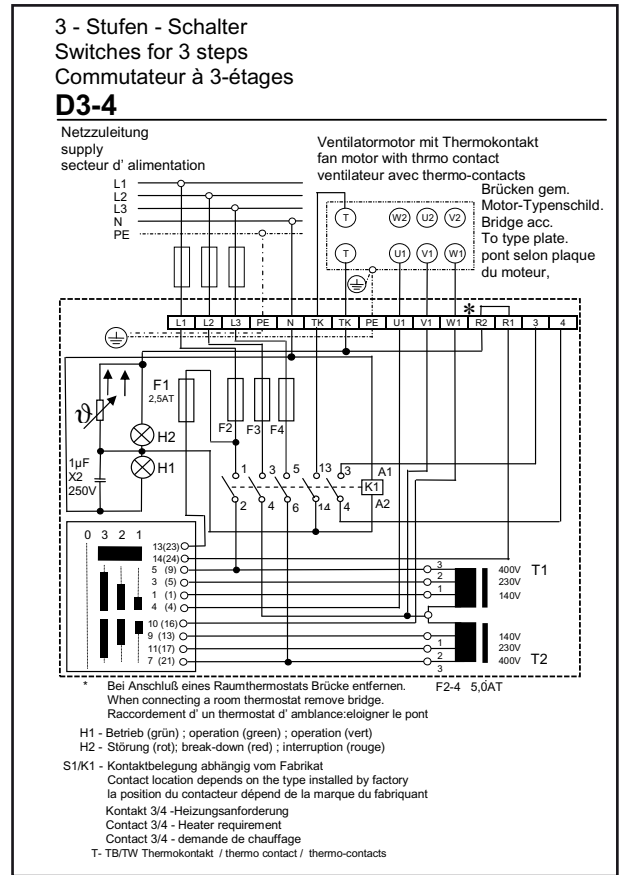 3 - Stufen - Schalter
Switches for 3 steps
Commutateur à 3-étages
D3-4
Netzzuleitung
supply
secteur d' alimentation
Ventilatormotor mit Thermokontakt
fan motor with thrmo contact
ventilateur avec thermo-contacts
Brücken gem.
Motor-Typenschild.
Bridge acc.
To type plate.
pont selon plaque
du moteur,
L1
L2
L3
N
PE
T W2 U2 V2
T U1 V1 W1
*
L1 L2 L3 PE N TK TK PE U1 V1 W1 R2 R1 3 4
F1
2,5AT
F2
F3
F4
ϑ
H2
H1
1µF
X2
250V
1 3 5 13 3
A1
K1
A2
2 4 6 14 4
0 3 2 1
13(23)
14(24)
5 (9)
3 (5)
1 (1)
4 (4)
10 (16)
9 (13)
11(17)
7 (21)
3 400V T1
2 230V
1 140V
1 140V
2 230V
3 400V T2
F2-4 5,0AT
* Bei Anschluß eines Raumthermostats Brücke entfernen.
When connecting a room thermostat remove bridge.
Raccordement d' un thermostat d' amblance:eloigner le pont
H1 - Betrieb (grün) ; operation (green) ; operation (vert)
H2 - Störung (rot); break-down (red) ; interruption (rouge)
S1/K1 - Kontaktbelegung abhängig vom Fabrikat
Contact location depends on the type installed by factory
la position du contacteur dépend de la marque du fabriquant
Kontakt 3/4 -Heizungsanforderung
Contact 3/4 - Heater requirement
Contact 3/4 - demande de chauffage
T- TB/TW Thermokontakt / thermo contact / thermo-contacts